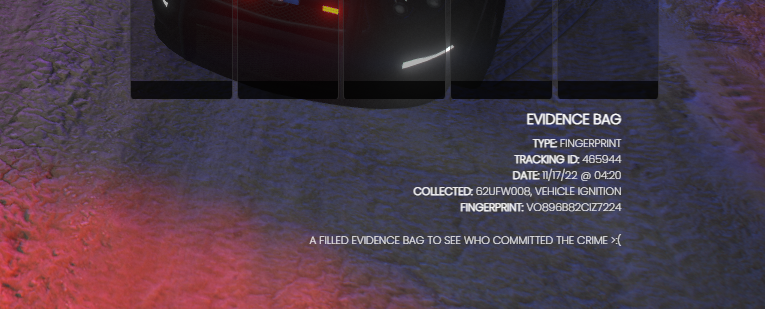 EVIDENCE BAG
TYPE: FINGERPRINT
TRACKING ID: 465944
DATE: 11/17/22 @ 04:20
COLLECTED: 62UFW008, VEHICLE IGNITION
FINGERPRINT: VO896B82CIZ7224
A FILLED EVIDENCE BAG TO SEE WHO COMMITTED THE CRIME >:(